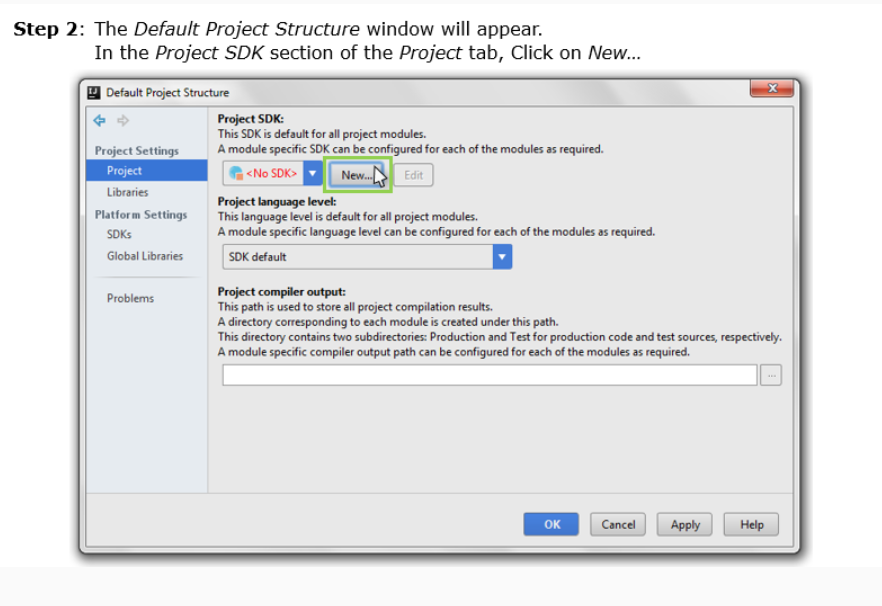 Step 2: The Default Project Structure window will appear.
In the Project SDK section of the Project tab, Click on New...
Default Project Structure
Project Settings
Project
Libraries
Platform Settings
SDKs
Global Libraries
Problems
Project SDK:
This SDK is default for all project modules.
A module specific SDK can be configured for each of the modules as required.
<No SDK> New... Edit
Project language level:
This language level is default for all project modules.
A module specific language level can be configured for each of the modules as required.
SDK default
Project compiler output:
This path is used to store all project compilation results.
A directory corresponding to each module is created under this path.
This directory contains two subdirectories: Production and Test for production code and test sources, respectively.
A module specific compiler output path can be configured for each of the modules as required.
...
OK Cancel Apply Help